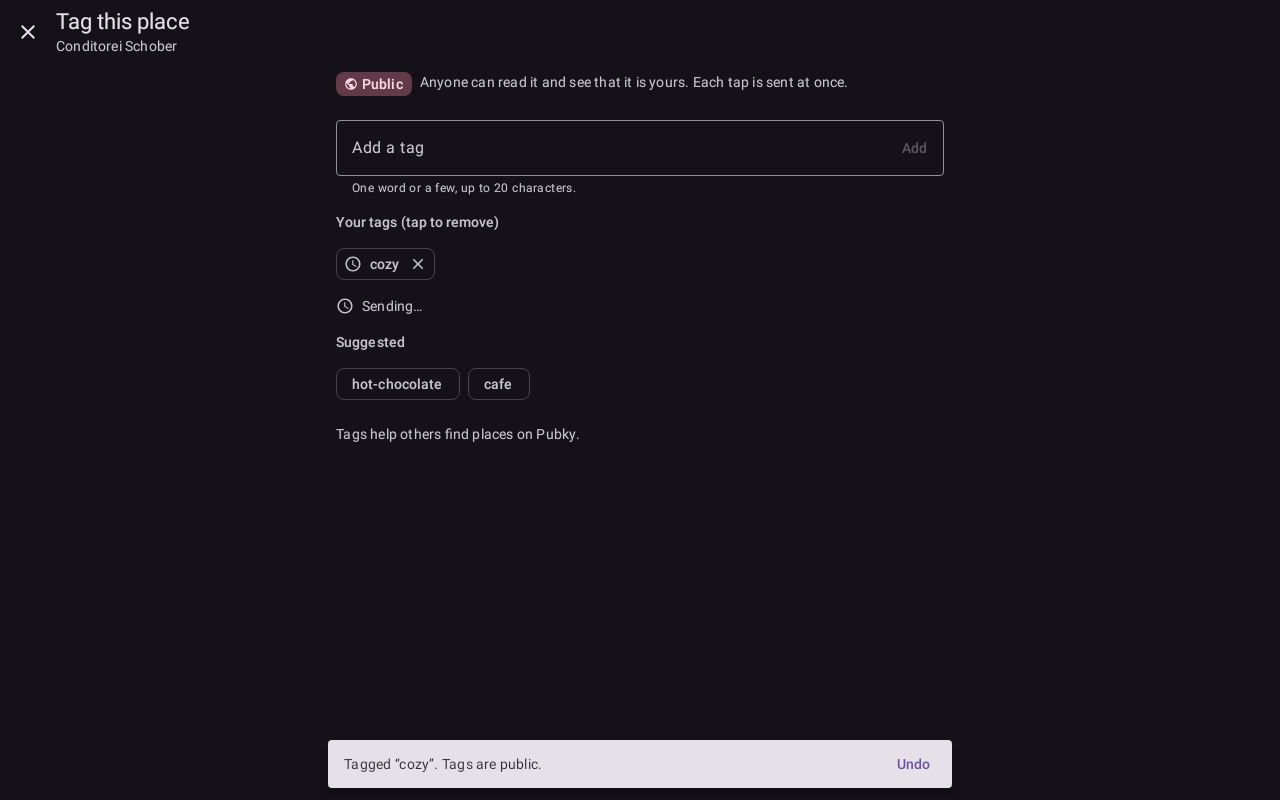 Tag this place
Conditorei Schober
Public Anyone can read it and see that it is yours. Each tap is sent at once.
Add a tag Add
One word or a few, up to 20 characters.
Your tags (tap to remove)
cozy
Sending…
Suggested
hot-chocolate cafe
Tags help others find places on Pubky.
Tagged “cozy”. Tags are public. Undo